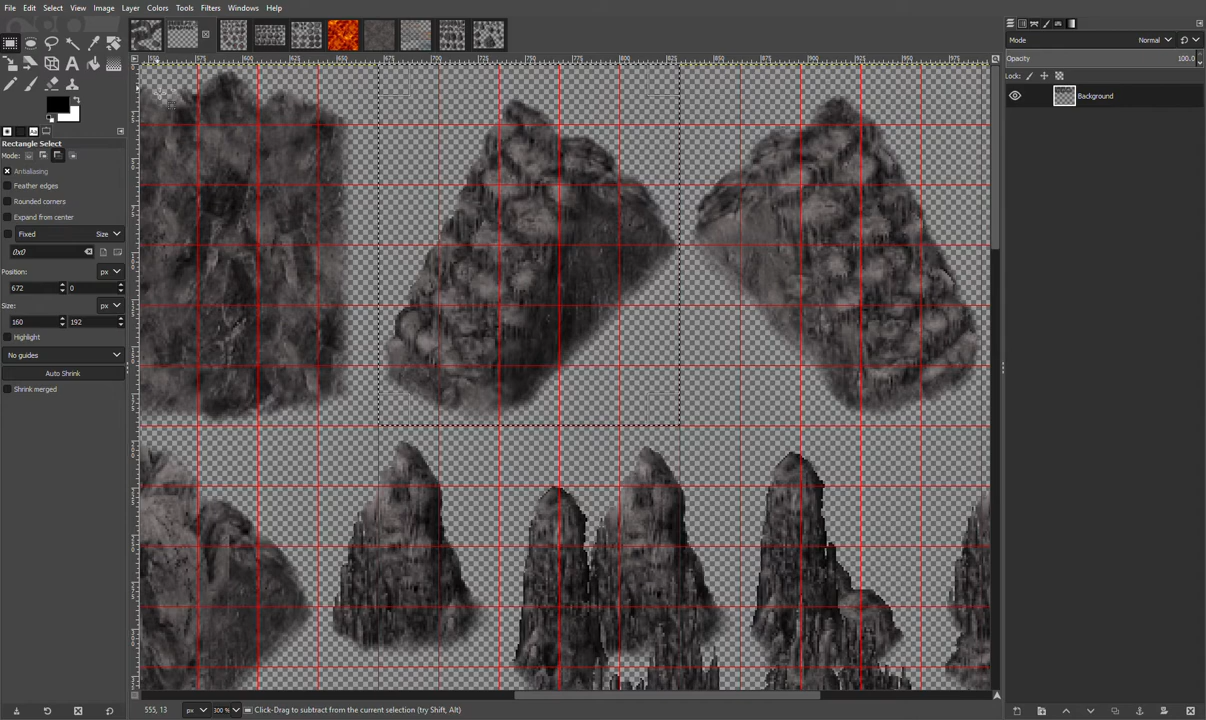 File Edit Select View Image Layer Colors Tools Filters Windows Help
Rectangle Select
Mode:
Antialiasing
Feather edges
Rounded corners
Expand from center
Fixed Size
0x0
Position: px
672 0
Size: px
160 192
Highlight
No guides
Auto Shrink
Shrink merged
Mode Normal
Opacity 100.0
Lock:
Background
555, 13 px 300 % Click-Drag to subtract from the current selection (try Shift, Alt)